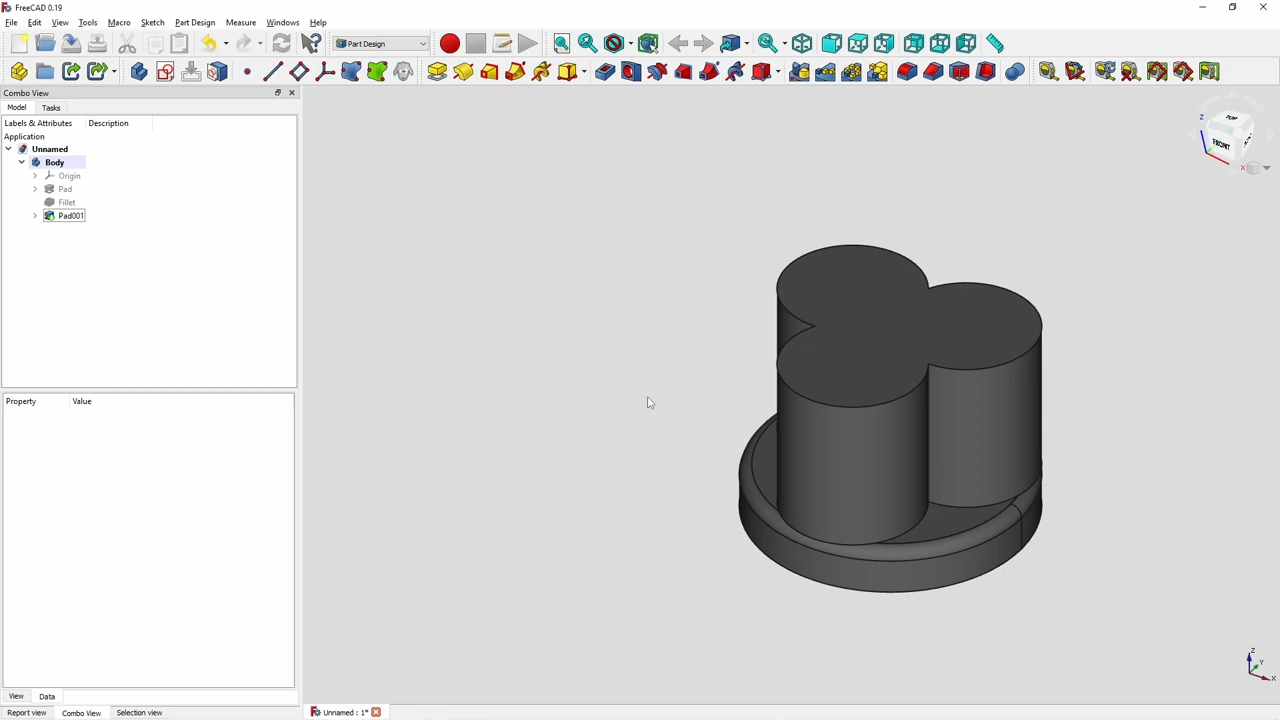 FreeCAD 0.19
File Edit View Tools Macro Sketch Part Design Measure Windows Help
Part Design
Combo View
Model Tasks
Labels & Attributes Description
Application
Unnamed
Body
Origin
Pad
Fillet
Pad001
Z
TOP
FRONT
X
Property Value
Z
Y
X
View Data
Report view Combo View Selection view
Unnamed : 1*